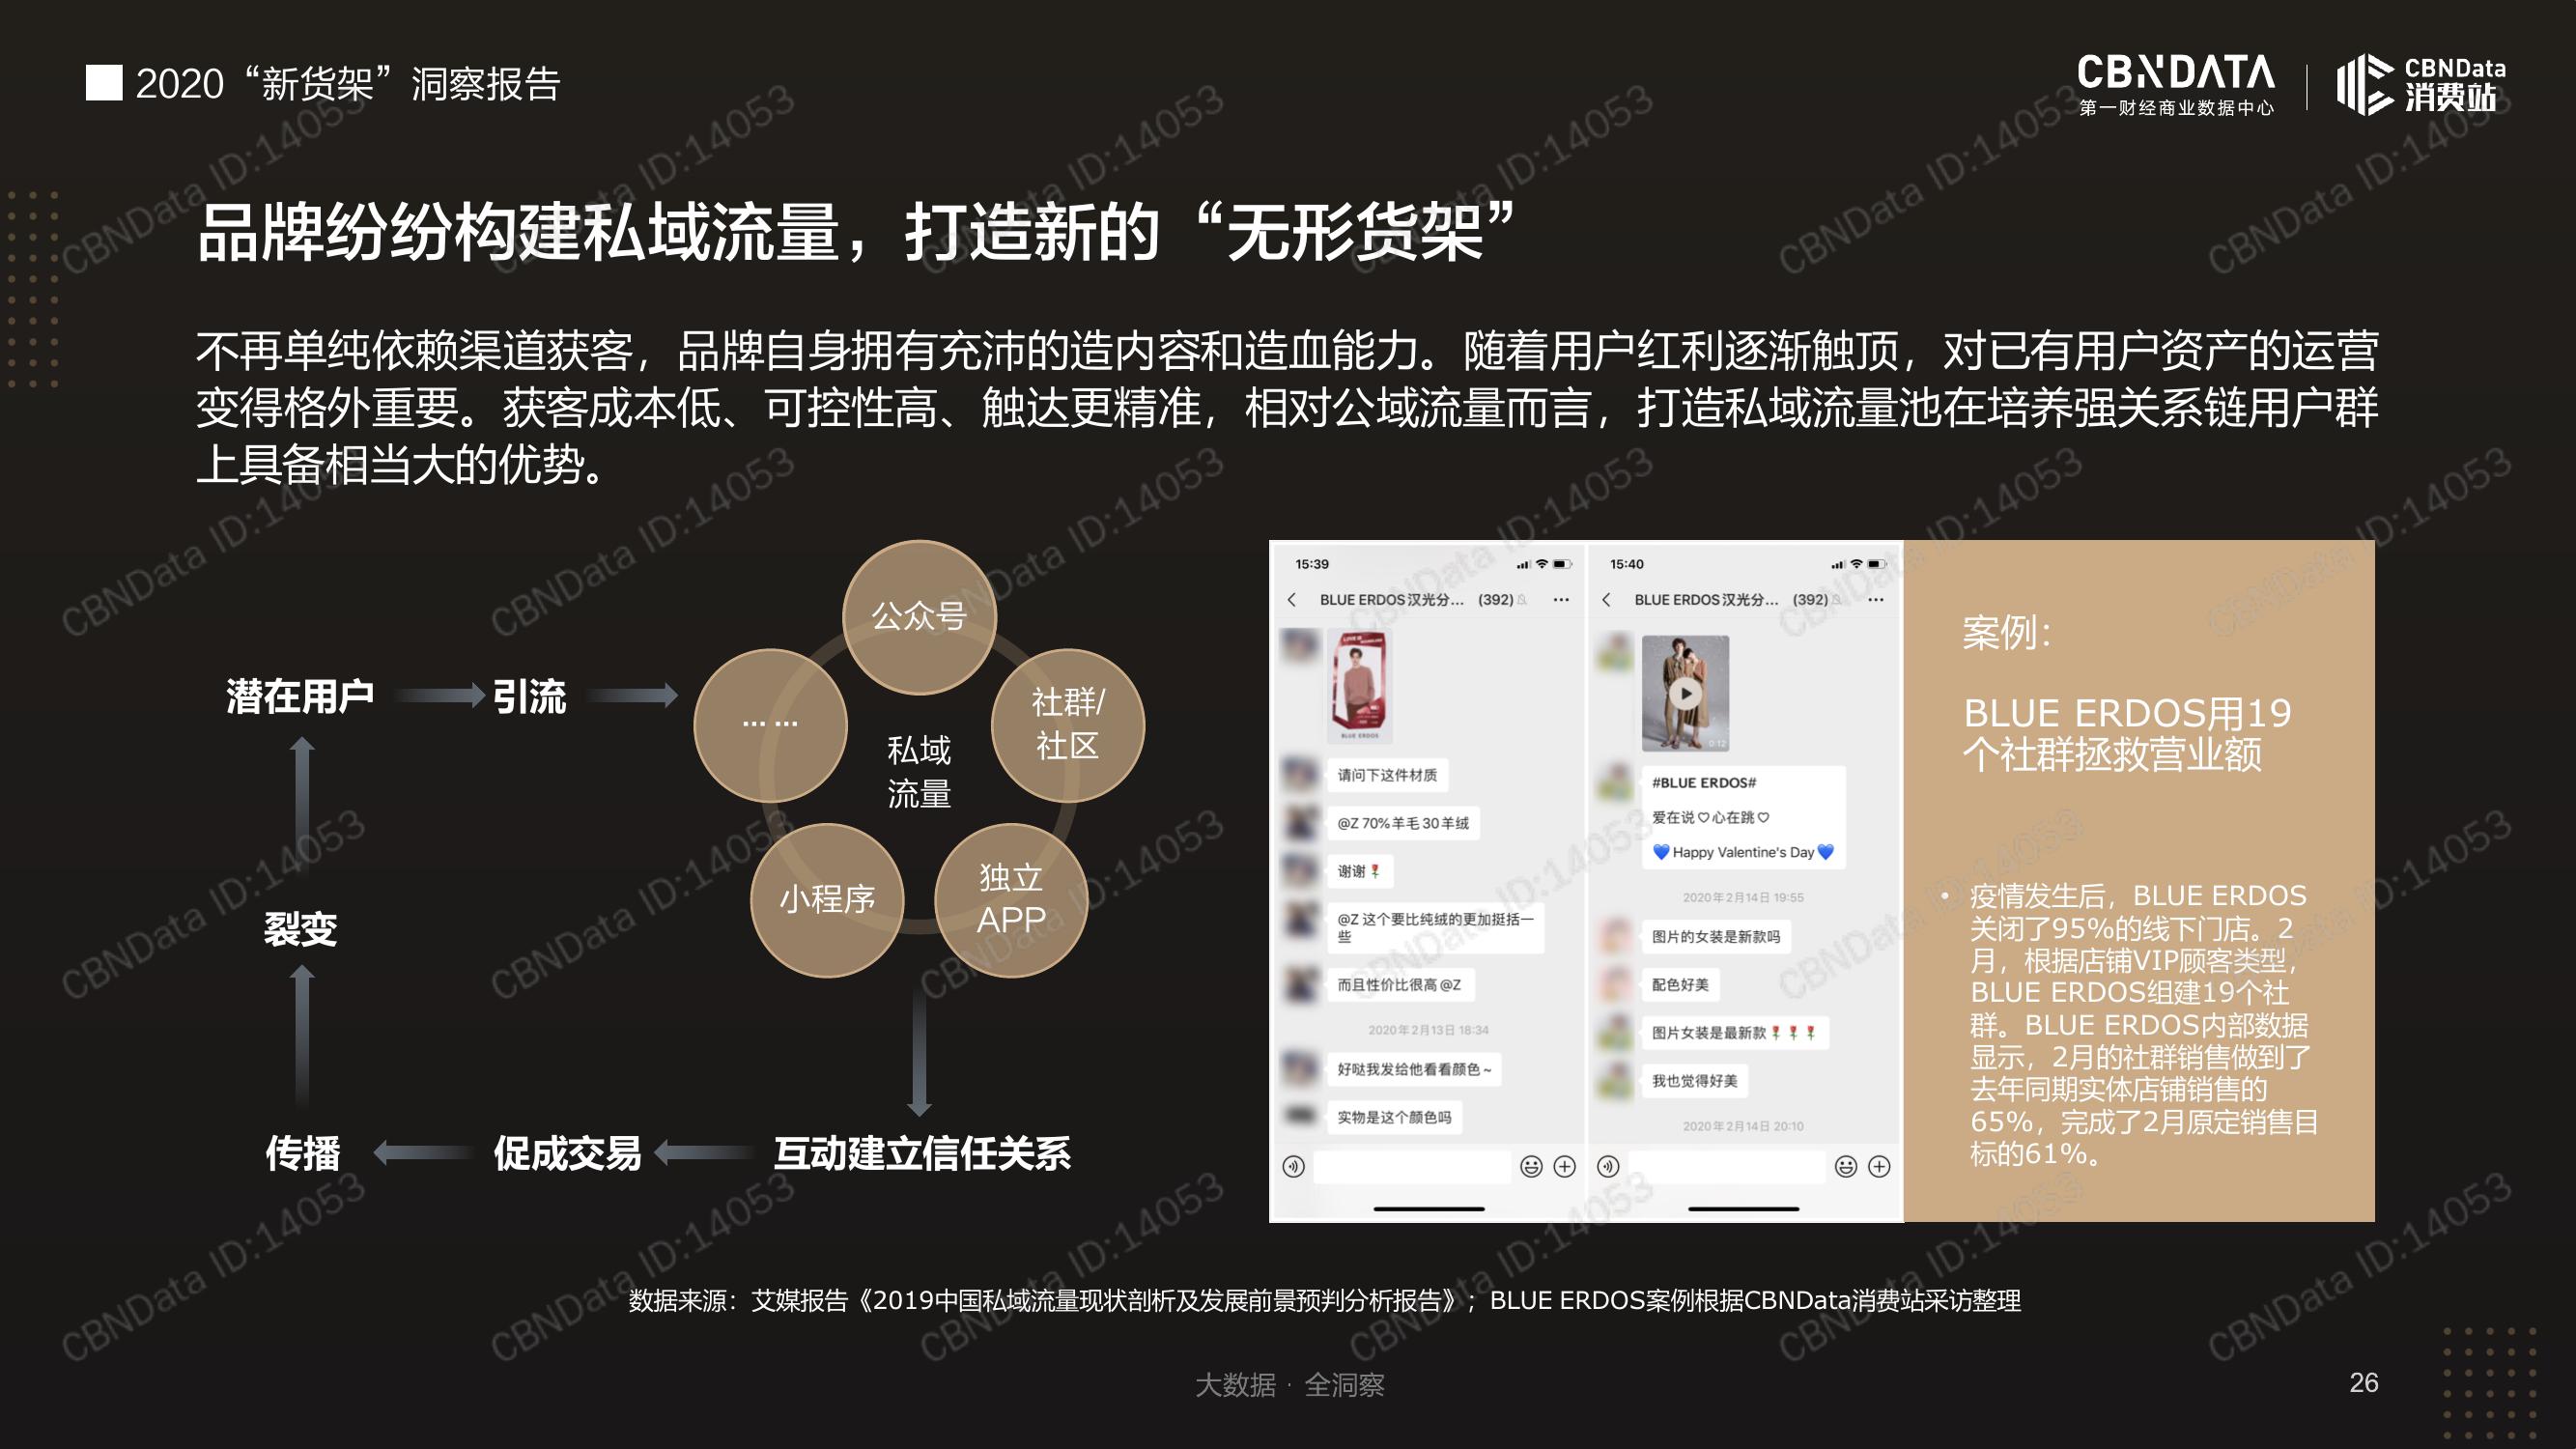 2020“新货架”洞察报告
CBNDATA
第一财经商业数据中心
CBNData
消费站
品牌纷纷构建私域流量，打造新的“无形货架”
不再单纯依赖渠道获客，品牌自身拥有充沛的造内容和造血能力。随着用户红利逐渐触顶，对已有用户资产的运营
变得格外重要。获客成本低、可控性高、触达更精准，相对公域流量而言，打造私域流量池在培养强关系链用户群
上具备相当大的优势。
潜在用户
引流
公众号
社群/
社区
独立
APP
小程序
... ...
私域
流量
互动建立信任关系
促成交易
传播
裂变
15:39
BLUE ERDOS 汉光分... (392)
LOVE IS
BLUE ERDOS
请问下这件材质
@Z 70%羊毛 30羊绒
谢谢🌹
@Z 这个要比纯绒的更加挺括一
些
而且性价比很高 @Z
2020年2月13日 18:34
好哒我发给他看看颜色~
实物是这个颜色吗
15:40
BLUE ERDOS 汉光分... (392)
0:12
#BLUE ERDOS#
爱在说♡心在跳♡
💙Happy Valentine's Day💙
2020年2月14日 19:55
图片的女装是新款吗
配色好美
图片女装是最新款🌹🌹🌹
我也觉得好美
2020年2月14日 20:10
案例：
BLUE ERDOS用19
个社群拯救营业额
• 疫情发生后，BLUE ERDOS
关闭了95%的线下门店。2
月，根据店铺VIP顾客类型，
BLUE ERDOS组建19个社
群。BLUE ERDOS内部数据
显示，2月的社群销售做到了
去年同期实体店铺销售的
65%，完成了2月原定销售目
标的61%。
数据来源：艾媒报告《2019中国私域流量现状剖析及发展前景预判分析报告》；BLUE ERDOS案例根据CBNData消费站采访整理
大数据 · 全洞察
26
CBNData ID:14053